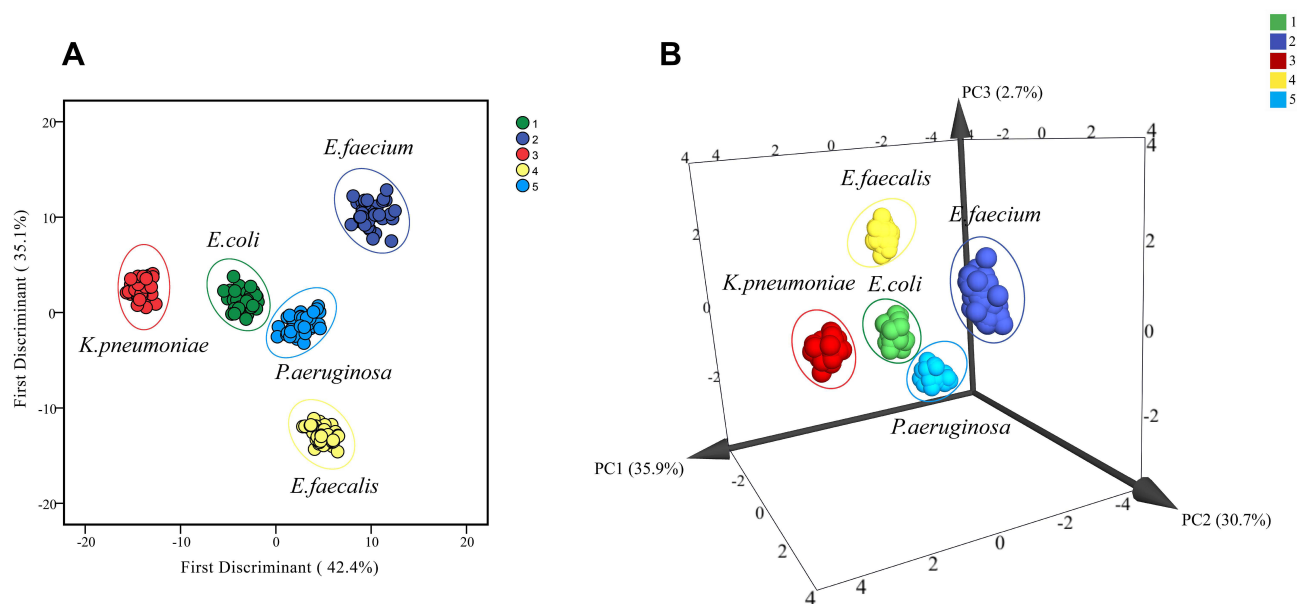 A
20
10
0
-10
-20
-20
-10
0
10
20
First Discriminant ( 35.1%)
First Discriminant ( 42.4%)
E.faecium
E.coli
K.pneumoniae
P.aeruginosa
E.faecalis
1
2
3
4
5
B
PC3 (2.7%)
4
4
2
0
-2
-4
-2
0
2
4
4
2
0
-2
2
0
-2
E.faecalis
E.faecium
K.pneumoniae
E.coli
P.aeruginosa
PC1 (35.9%)
PC2 (30.7%)
-2
0
2
4
4
2
0
-2
-4
1
2
3
4
5